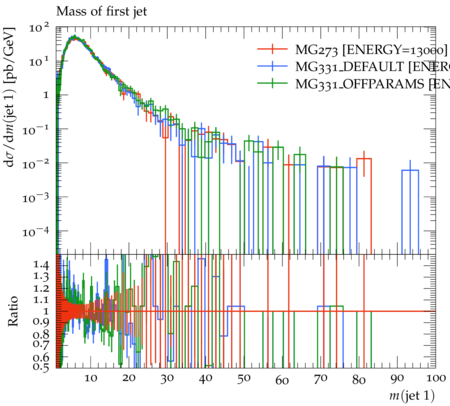 Mass of first jet
dσ/dm(jet 1) [pb/GeV]
10²
10¹
1
10⁻¹
10⁻²
10⁻³
10⁻⁴
MG273 [ENERGY=13000]
MG331_DEFAULT [ENERG
MG331_OFFPARAMS [EN
Ratio
1.4
1.3
1.2
1.1
1
0.9
0.8
0.7
0.6
0.5
10 20 30 40 50 60 70 80 90 100
m(jet 1)